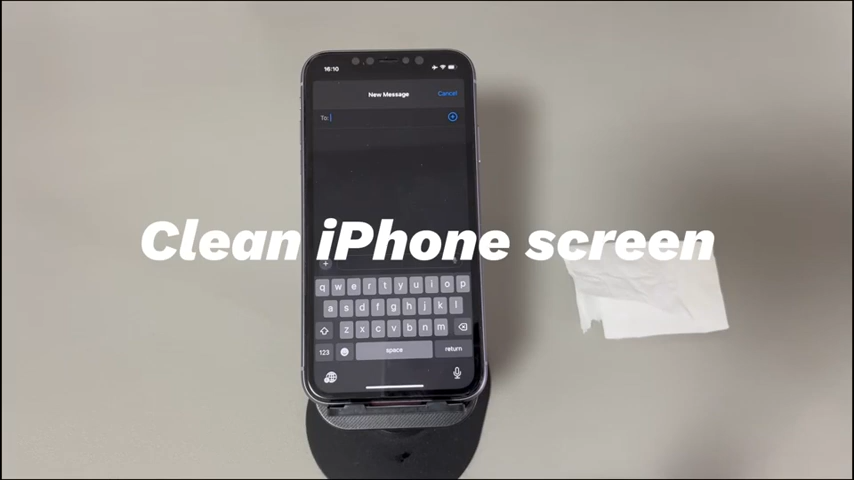 16:10
New Message
Cancel
To:
Clean iPhone screen
q w e r t y u i o p
a s d f g h j k l
z x c v b n m
123
space
return